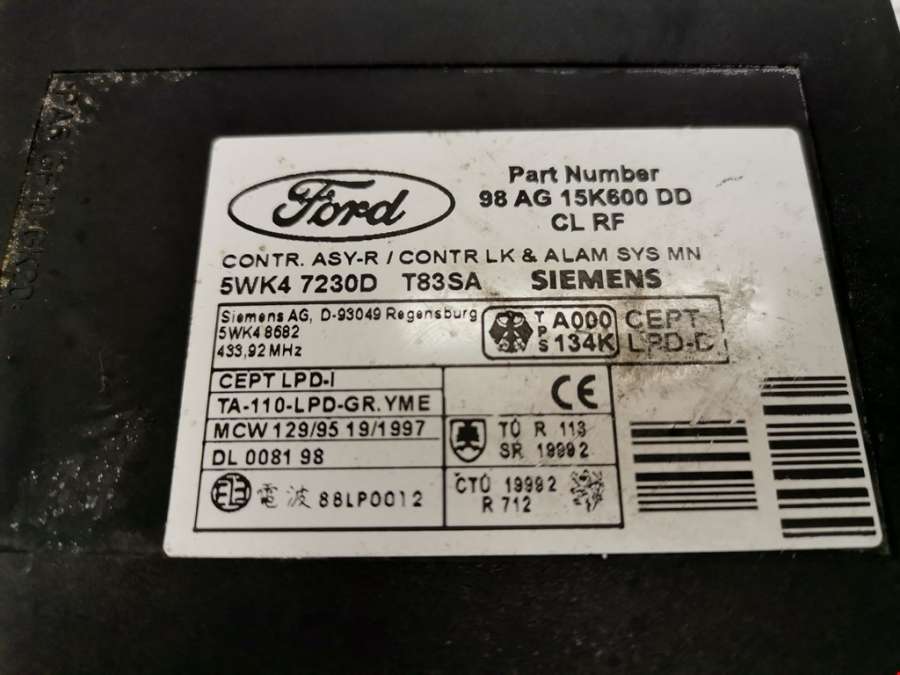 Ford
Part Number
98 AG 15K600 DD
CL RF
CONTR. ASY-R / CONTR LK & ALAM SYS MN
5WK4 7230D T83SA SIEMENS
Siemens AG, D-93049 Regensburg
5WK4 8682
433,92 MHz
TPS A000
134K
CEPT
LPD-D
CEPT LPD-I
TA-110-LPD-GR.YME
MCW 129/95 19/1997
DL 0081 98
電波 88LP0012
CE
TÜ R 113
SR 19992
CTÚ 19992
R 712